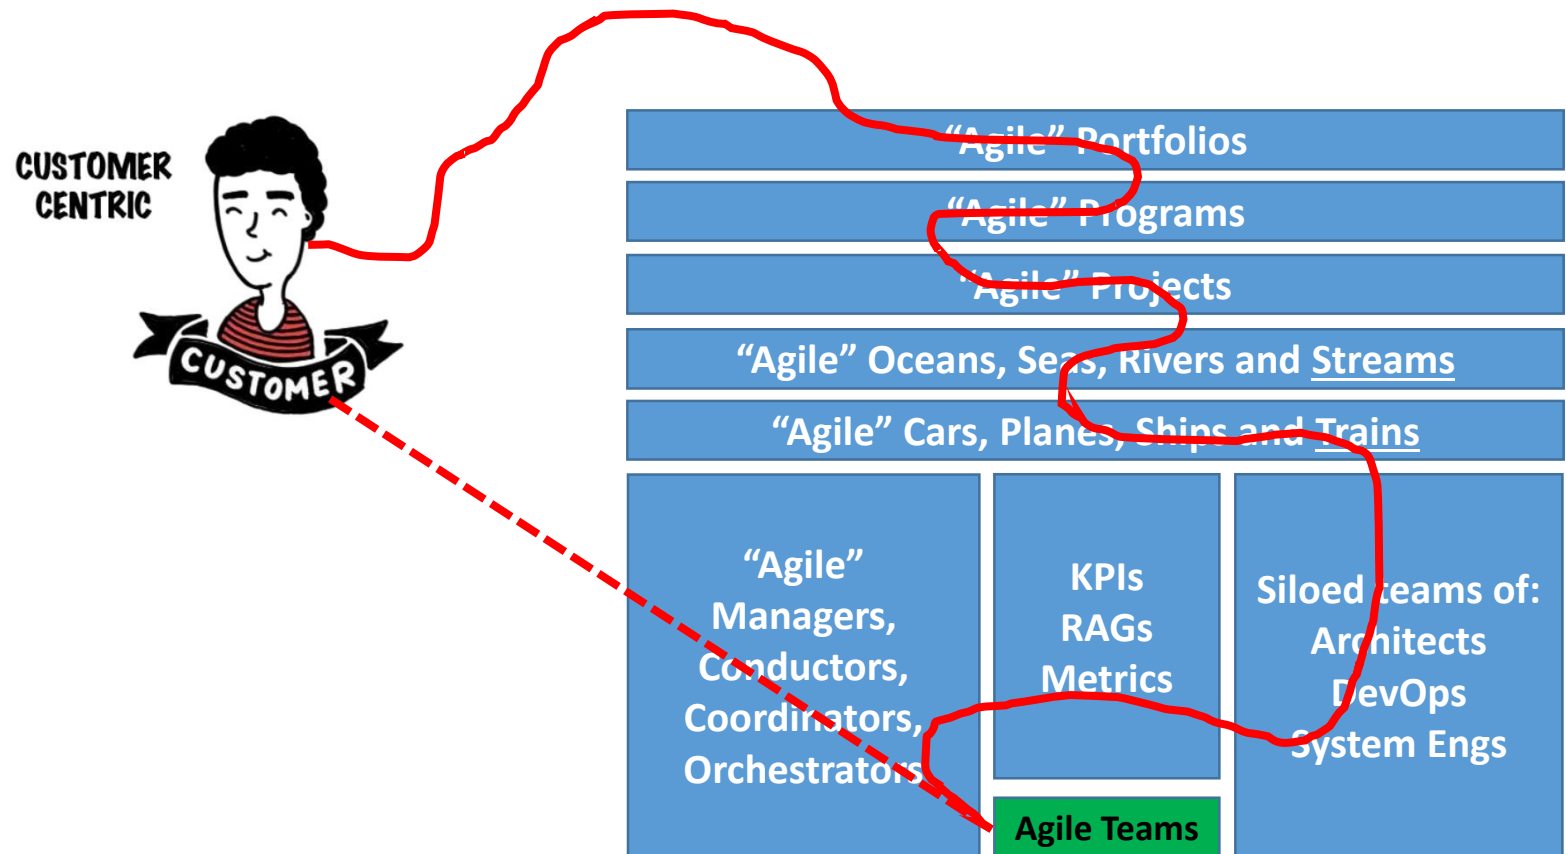 CUSTOMER
CENTRIC
CUSTOMER
“Agile” Portfolios
“Agile” Programs
“Agile” Projects
“Agile” Oceans, Seas, Rivers and Streams
“Agile” Cars, Planes, Ships and Trains
“Agile”
Managers,
Conductors,
Coordinators,
Orchestrators
KPIs
RAGs
Metrics
Siloed teams of:
Architects
DevOps
System Engs
Agile Teams